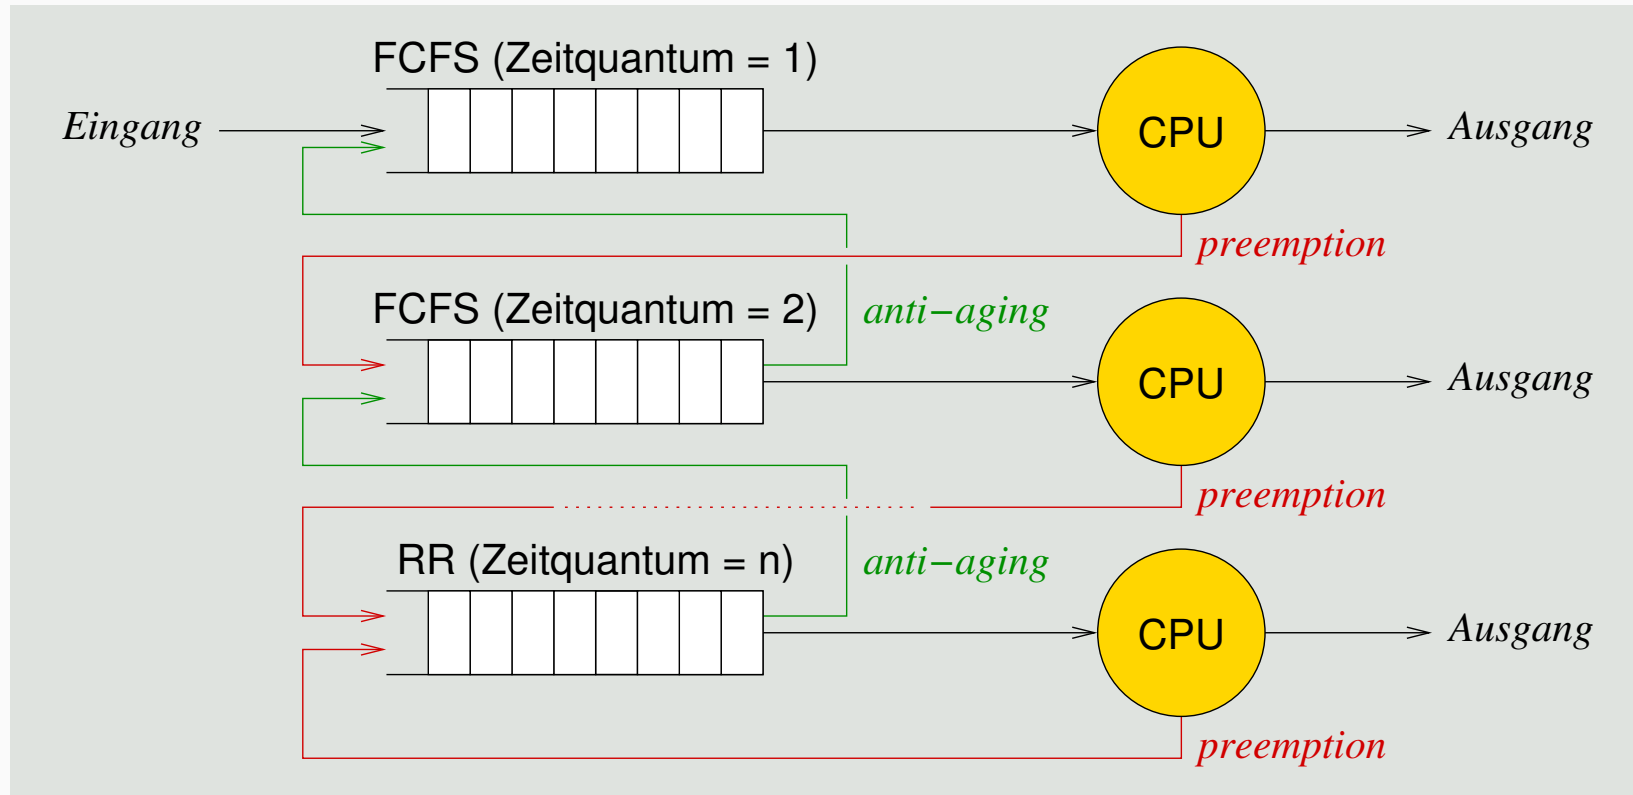 FCFS (Zeitquantum = 1)
Eingang
CPU
Ausgang
preemption
FCFS (Zeitquantum = 2)
anti−aging
CPU
Ausgang
preemption
RR (Zeitquantum = n)
anti−aging
CPU
Ausgang
preemption